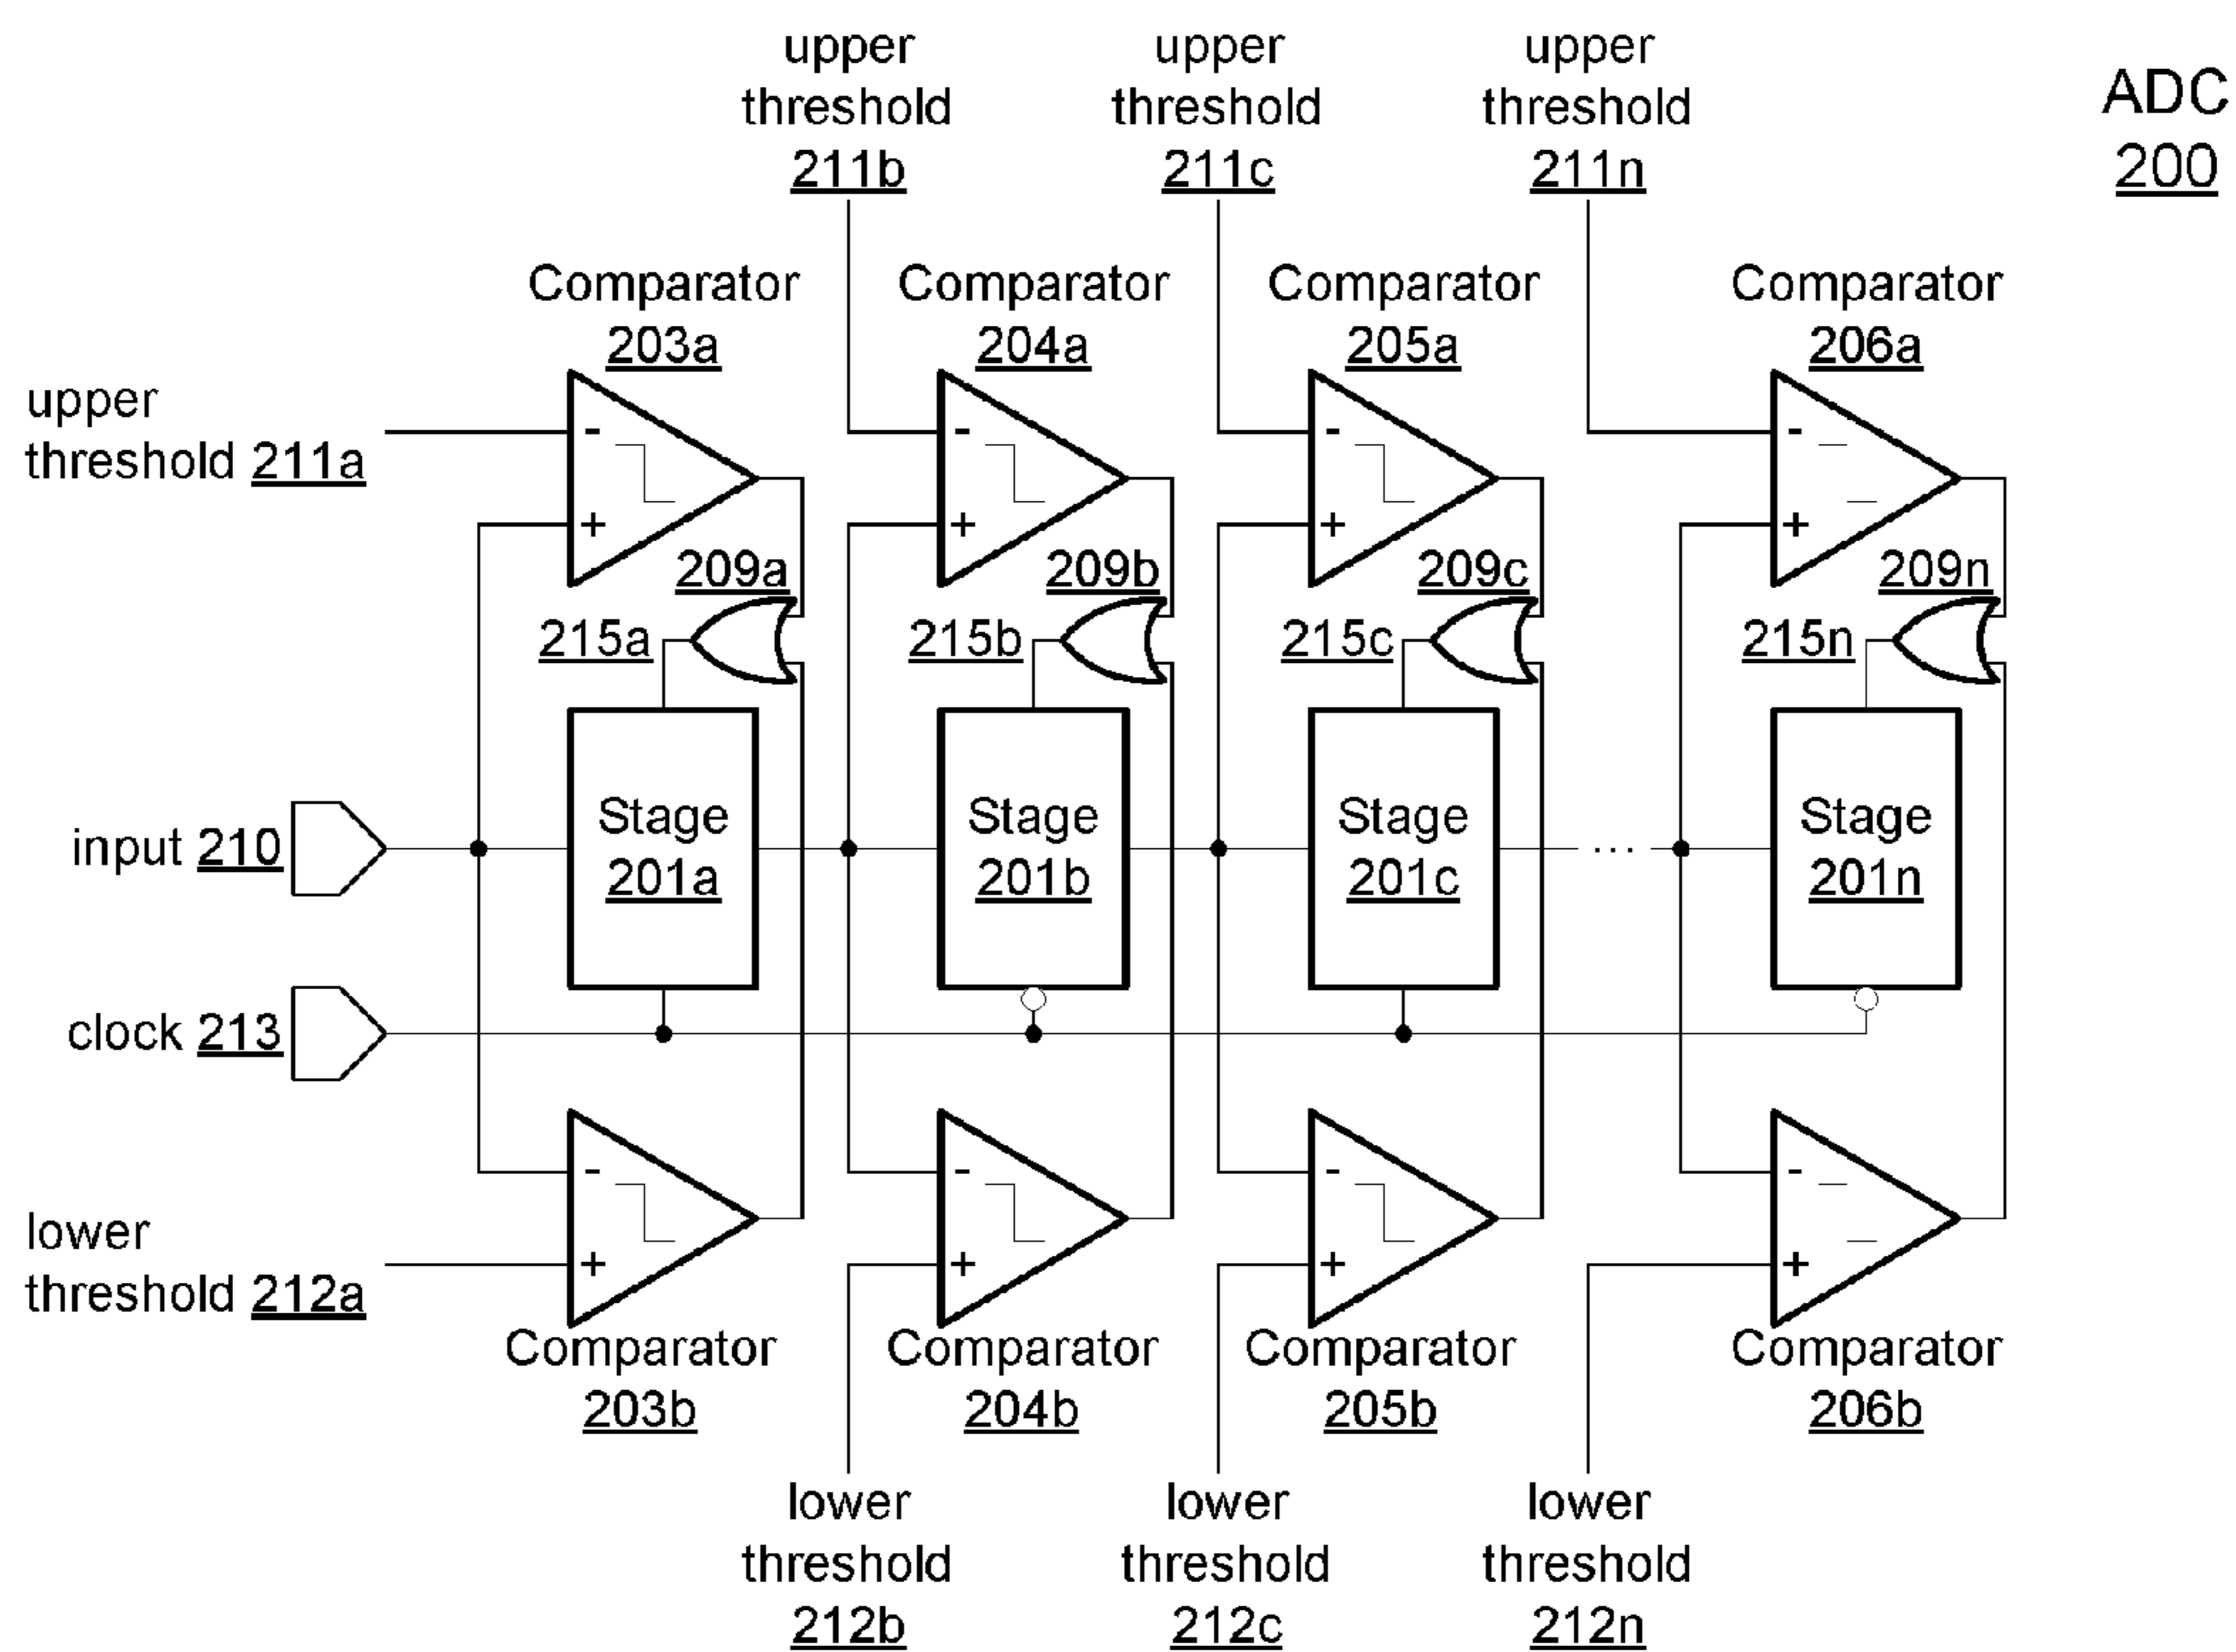 upper
threshold
211b
upper
threshold
211c
upper
threshold
211n
ADC
200
Comparator
203a
Comparator
204a
Comparator
205a
Comparator
206a
upper
threshold 211a
-
+
-
+
-
+
-
+
209a
209b
209c
209n
215a
215b
215c
215n
input 210
Stage
201a
Stage
201b
Stage
201c
...
Stage
201n
clock 213
-
+
-
+
-
+
-
+
lower
threshold 212a
Comparator
203b
Comparator
204b
Comparator
205b
Comparator
206b
lower
threshold
212b
lower
threshold
212c
lower
threshold
212n